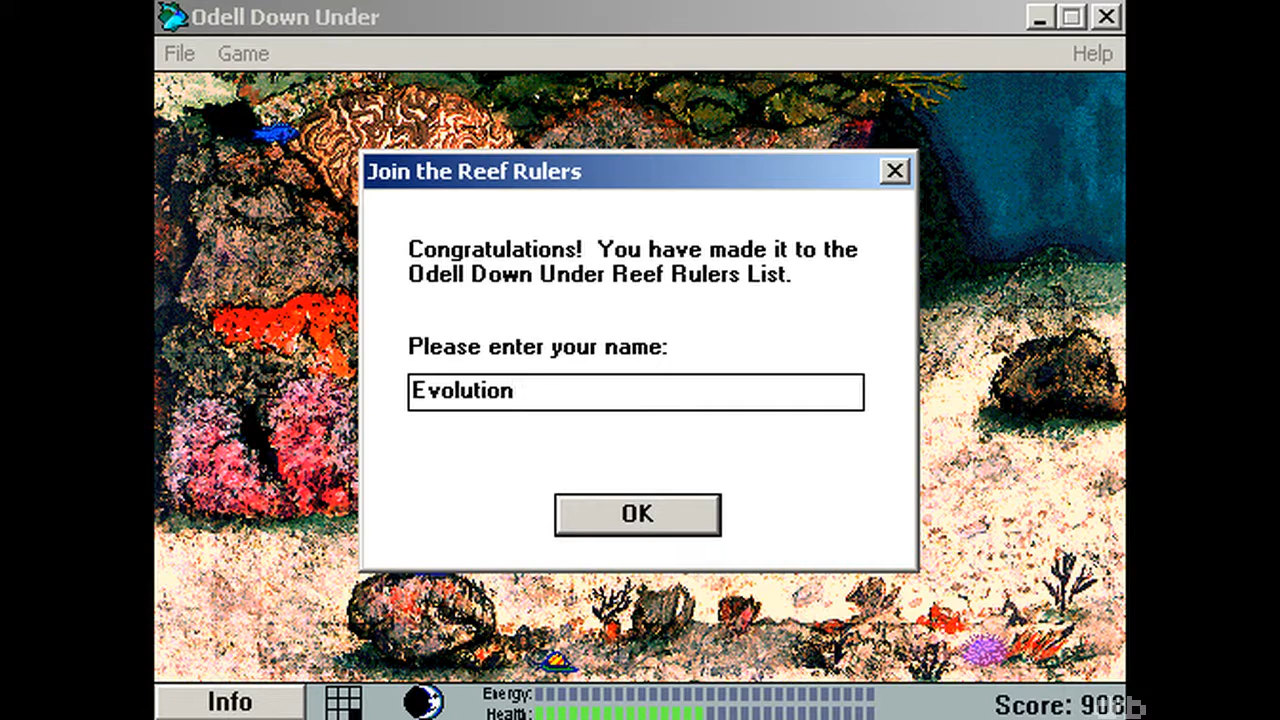 Odell Down Under
File Game Help
Join the Reef Rulers
Congratulations! You have made it to the
Odell Down Under Reef Rulers List.
Please enter your name:
Evolution
OK
Info
Energy:
Health:
Score: